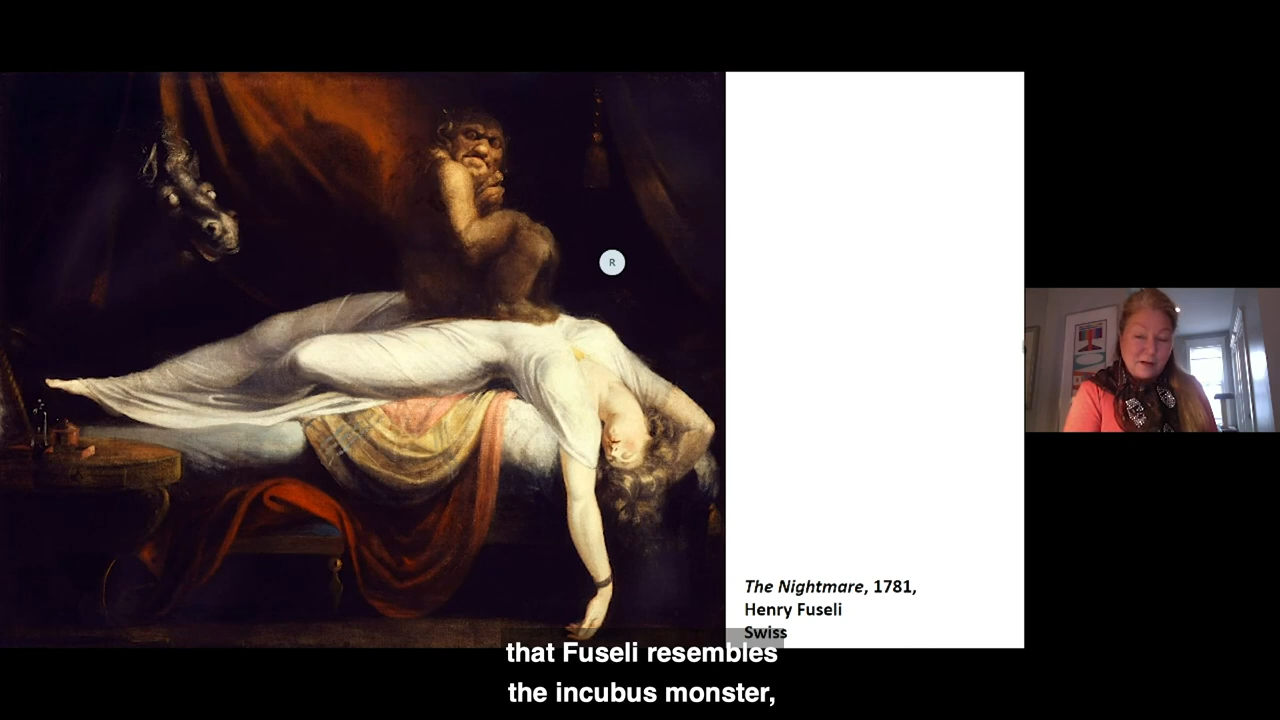 R
The Nightmare, 1781,
Henry Fuseli
Swiss
that Fuseli resembles
the incubus monster,